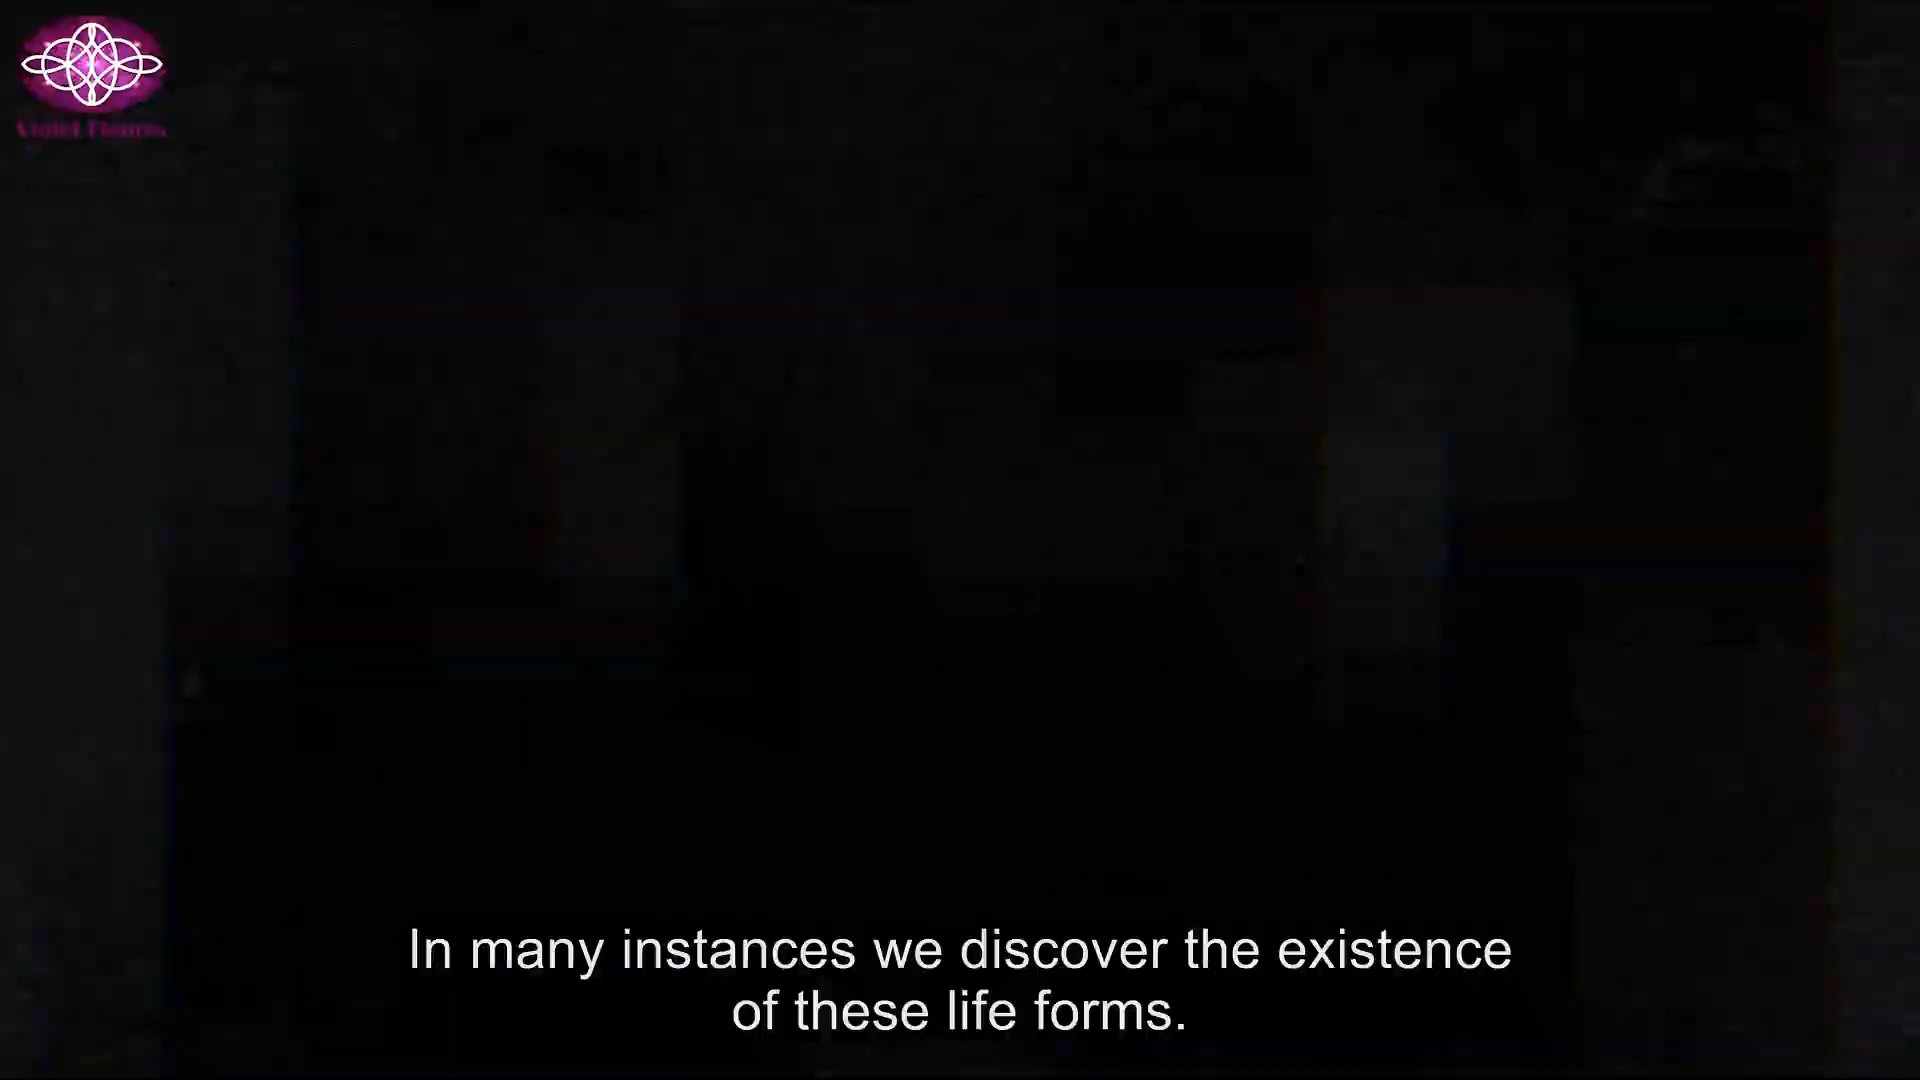 In many instances we discover the existence
of these life forms.